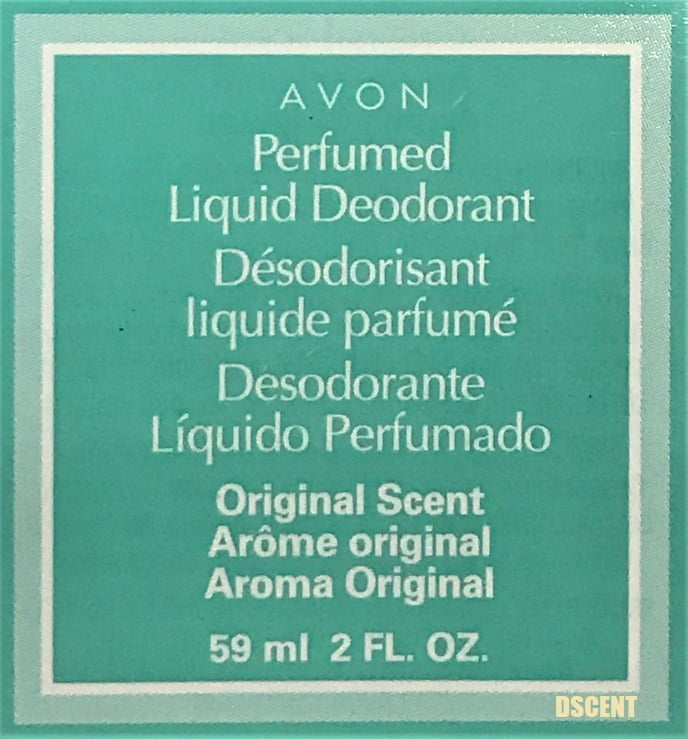 AVON
Perfumed
Liquid Deodorant
Désodorisant
liquide parfumé
Desodorante
Líquido Perfumado
Original Scent
Arôme original
Aroma Original
59 ml 2 FL. OZ.
DSCENT